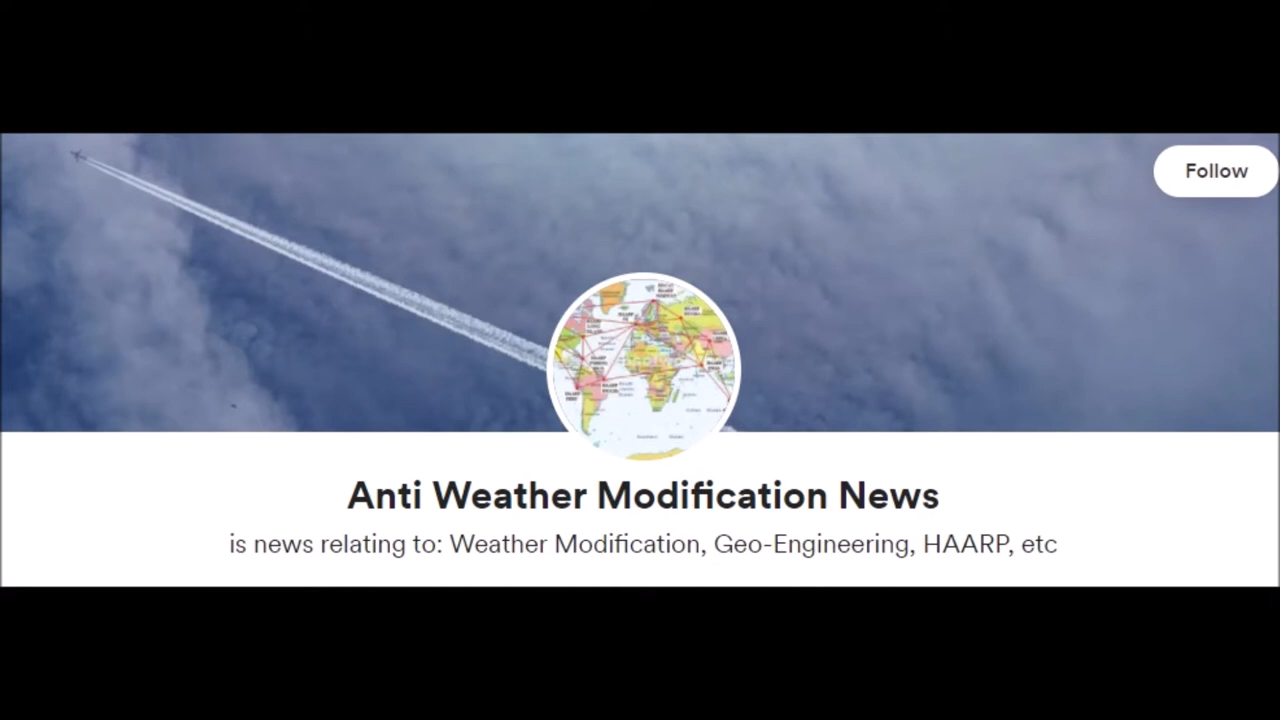 Follow
Anti Weather Modification News
is news relating to: Weather Modification, Geo-Engineering, HAARP, etc